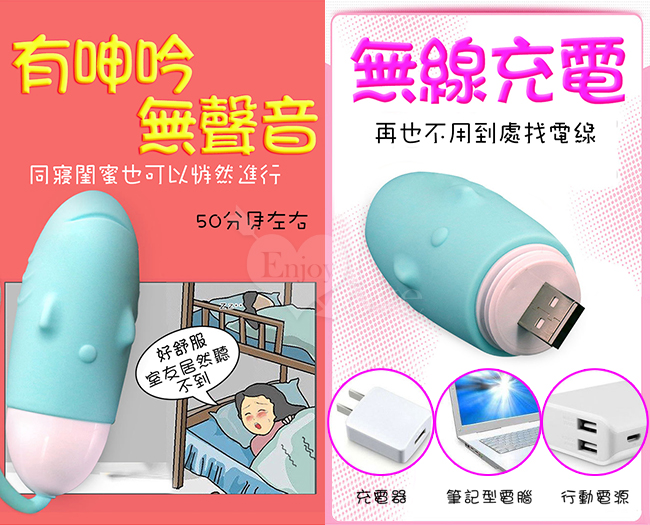 有呻吟
無聲音
同寢閨蜜也可以悄然進行
50分貝左右
Enjoy
Z-zoo
好舒服
室友居然聽
不到
無線充電
再也不用到處找電線
充電器
筆記型電腦
行動電源